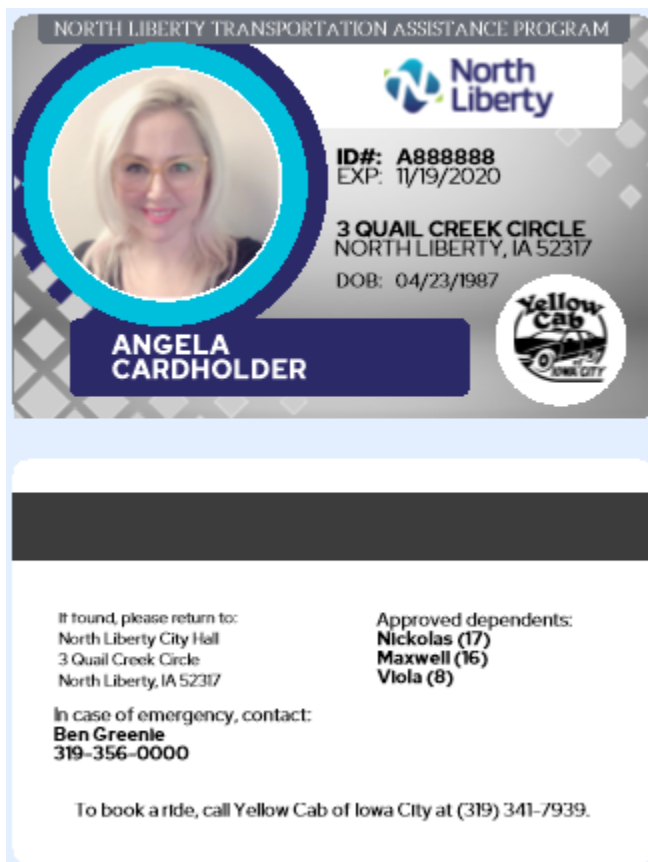 NORTH LIBERTY TRANSPORTATION ASSISTANCE PROGRAM
North
Liberty
ID#: A888888
EXP: 11/19/2020
3 QUAIL CREEK CIRCLE
NORTH LIBERTY, IA 52317
DOB: 04/23/1987
Yellow
Cab
of
IOWA CITY
ANGELA
CARDHOLDER
If found, please return to:
North Liberty City Hall
3 Quail Creek Circle
North Liberty, IA 52317
In case of emergency, contact:
Ben Greenie
319-356-0000
Approved dependents:
Nickolas (17)
Maxwell (16)
Viola (8)
To book a ride, call Yellow Cab of Iowa City at (319) 341-7939.